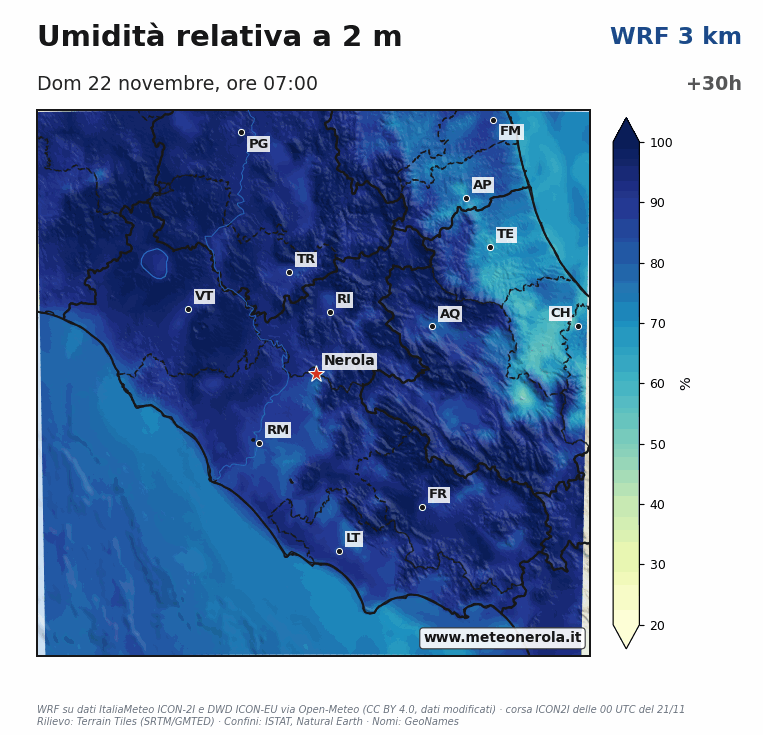 Umidità relativa a 2 m
WRF 3 km
Dom 22 novembre, ore 07:00
+30h
PG
FM
AP
TE
TR
VT
RI
AQ
CH
Nerola
RM
FR
LT
www.meteonerola.it
100
90
80
70
60
50
40
30
20
%
WRF su dati ItaliaMeteo ICON-2I e DWD ICON-EU via Open-Meteo (CC BY 4.0, dati modificati) · corsa ICON2I delle 00 UTC del 21/11
Rilievo: Terrain Tiles (SRTM/GMTED) · Confini: ISTAT, Natural Earth · Nomi: GeoNames